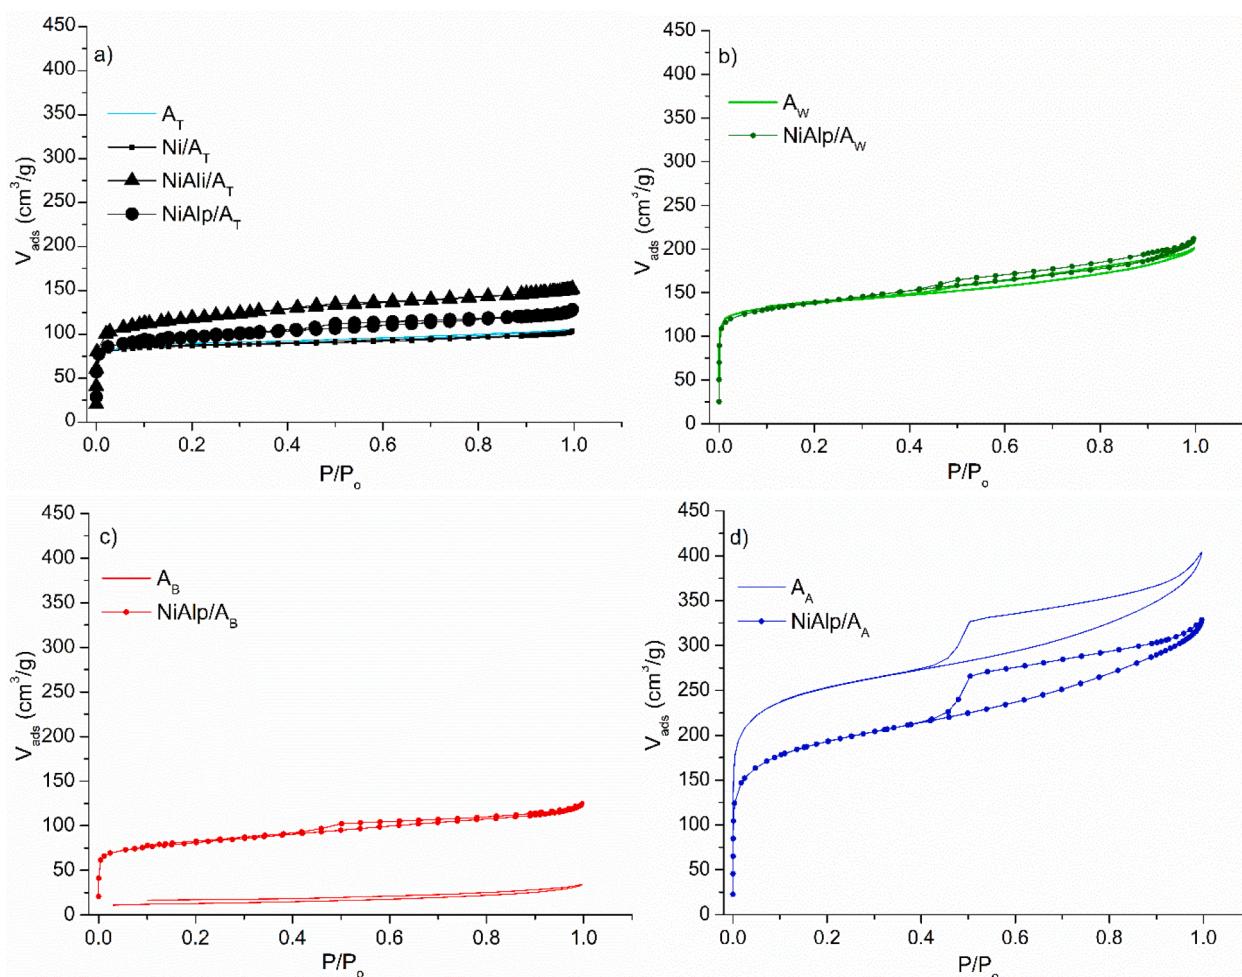 a)
A_T
Ni/A_T
NiAli/A_T
NiAlp/A_T
V_ads (cm³/g)
450
400
350
300
250
200
150
100
50
0
0.0 0.2 0.4 0.6 0.8 1.0
P/P_o
b)
A_W
NiAlp/A_W
V_ads (cm³/g)
450
400
350
300
250
200
150
100
50
0
0.0 0.2 0.4 0.6 0.8 1.0
P/P_o
c)
A_B
NiAlp/A_B
V_ads (cm³/g)
450
400
350
300
250
200
150
100
50
0
0.0 0.2 0.4 0.6 0.8 1.0
P/P_o
d)
A_A
NiAlp/A_A
V_ads (cm³/g)
450
400
350
300
250
200
150
100
50
0
0.0 0.2 0.4 0.6 0.8 1.0
P/P_o